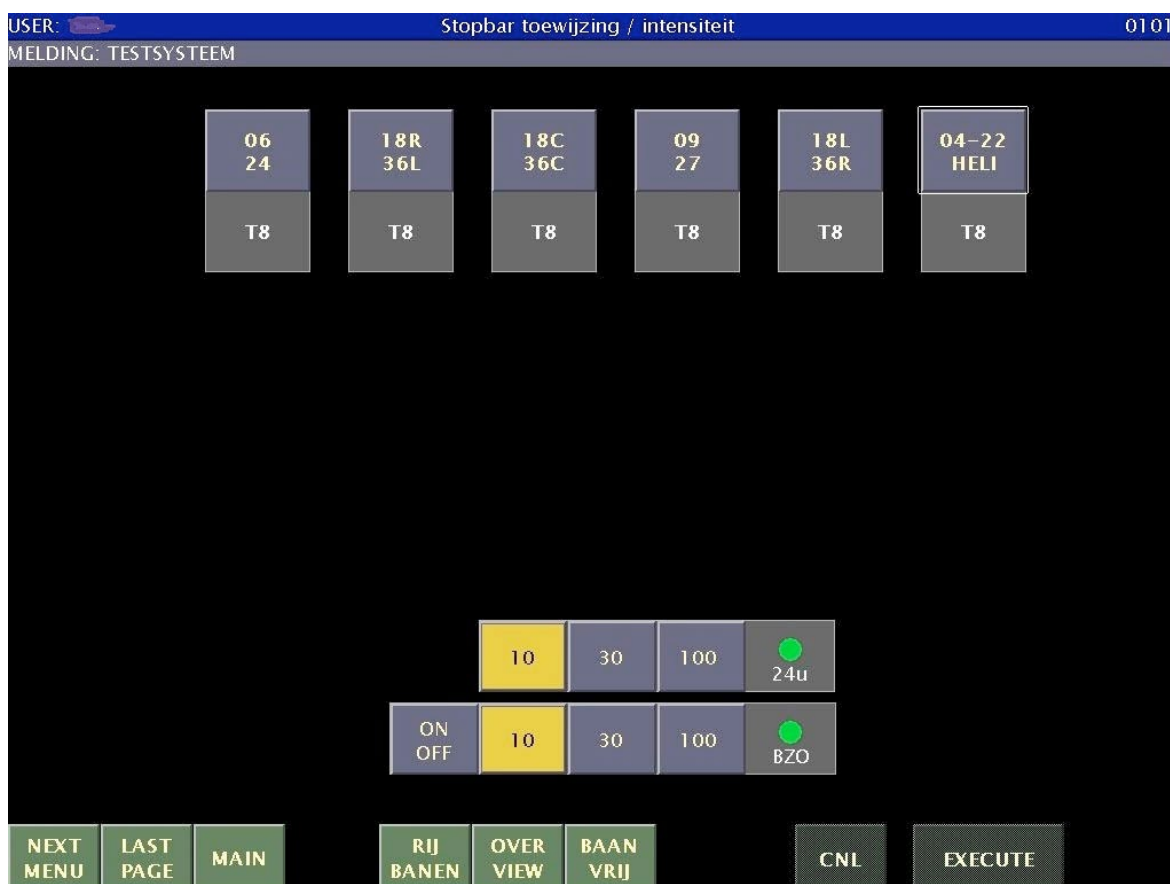 USER:
Stopbar toewijzing / intensiteit
0101
MELDING: TESTSYSTEEM
06
24
18R
36L
18C
36C
09
27
18L
36R
04-22
HELI
T8
T8
T8
T8
T8
T8
10
30
100
24u
ON
OFF
10
30
100
BZO
NEXT
MENU
LAST
PAGE
MAIN
RIJ
BANEN
OVER
VIEW
BAAN
VRIJ
CNL
EXECUTE